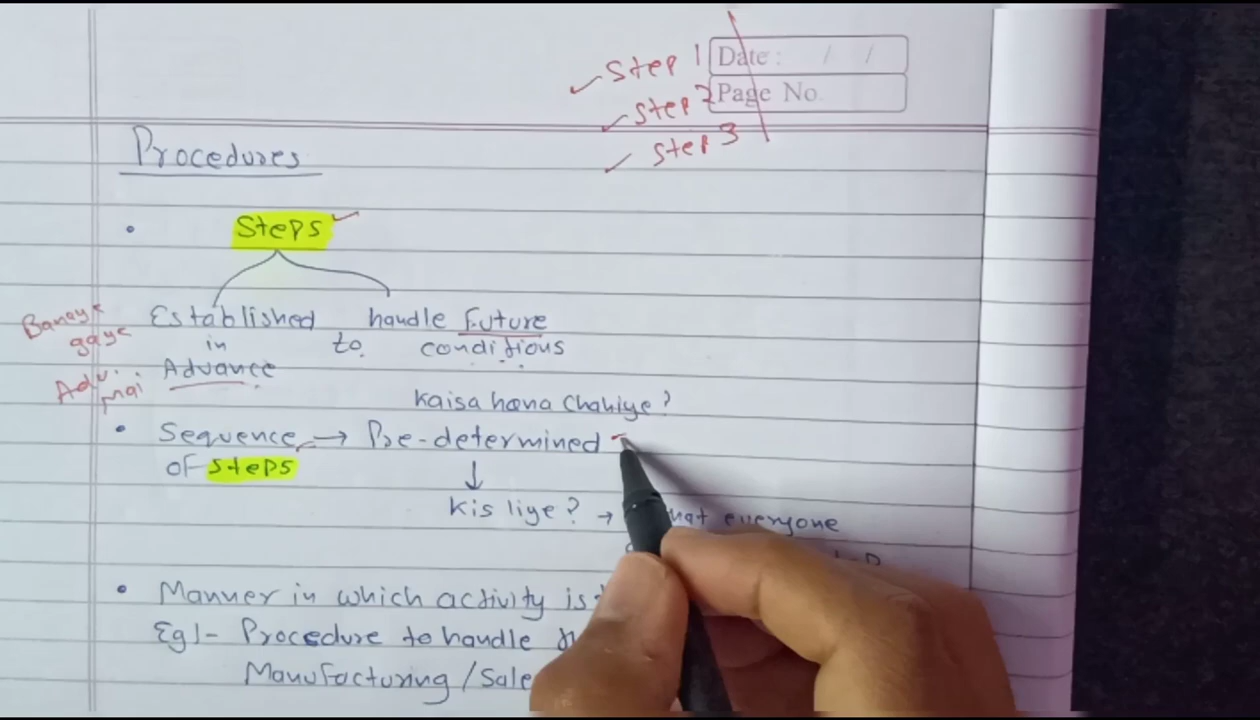 Step 1
Date : / /
Step 2
Page No.
Step 3
Procedures
Steps
Established handle Future
in to conditions
Advance
Banaye
gaye
Adv.
mai
Kaisa hona chahiye?
Sequence → Pre-determined
of steps
↓
Kis liye? → everyone
Manner in which activity is
Eg!- Procedure to handle
Manufacturing / Sale